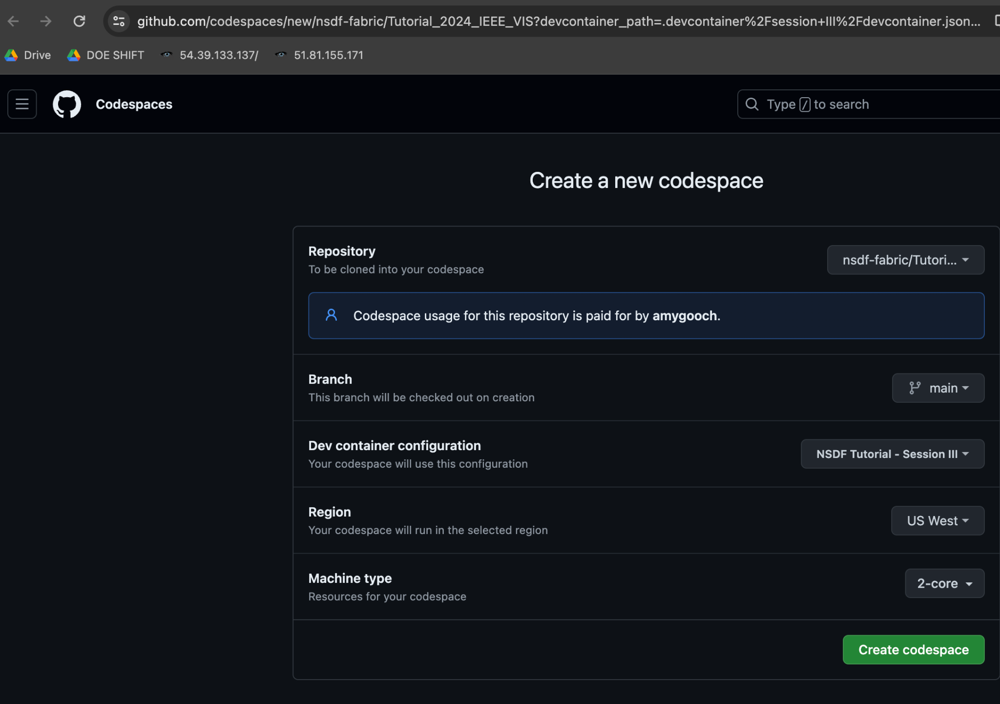 github.com/codespaces/new/nsdf-fabric/Tutorial_2024_IEEE_VIS?devcontainer_path=.devcontainer%2Fsession+III%2Fdevcontainer.json...
Drive DOE SHIFT 54.39.133.137/ 51.81.155.171
Codespaces
Type / to search
Create a new codespace
Repository
To be cloned into your codespace
nsdf-fabric/Tutori...
Codespace usage for this repository is paid for by amygooch.
Branch
This branch will be checked out on creation
main
Dev container configuration
Your codespace will use this configuration
NSDF Tutorial - Session III
Region
Your codespace will run in the selected region
US West
Machine type
Resources for your codespace
2-core
Create codespace